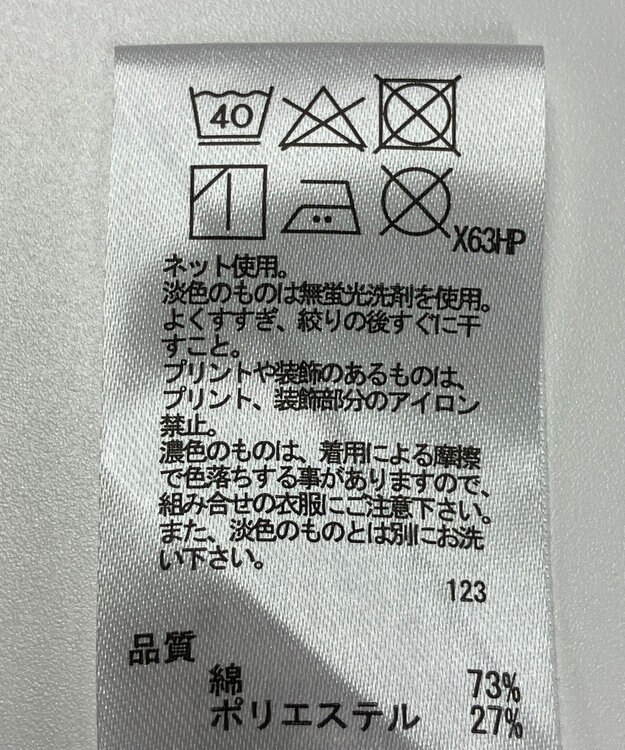 40
X63HP
ネット使用。
淡色のものは無蛍光洗剤を使用。
よくすすぎ、絞りの後すぐに干
すこと。
プリントや装飾のあるものは、
プリント、装飾部分のアイロン
禁止。
濃色のものは、着用による摩擦
で色落ちする事がありますので、
組み合せの衣服にご注意下さい。
また、淡色のものとは別にお洗
い下さい。
123
品質
綿 73%
ポリエステル 27%